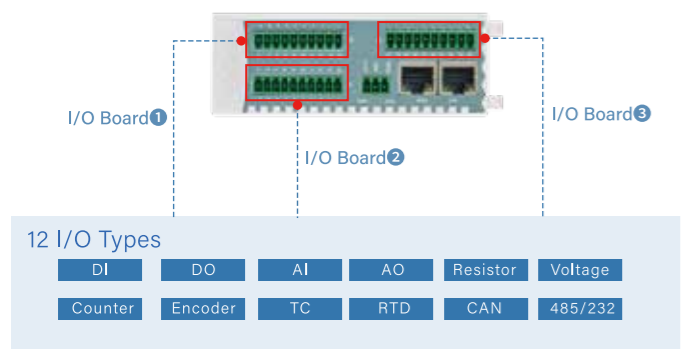 I/O Board❶
I/O Board❸
I/O Board❷
12 I/O Types
DI DO AI AO Resistor Voltage
Counter Encoder TC RTD CAN 485/232